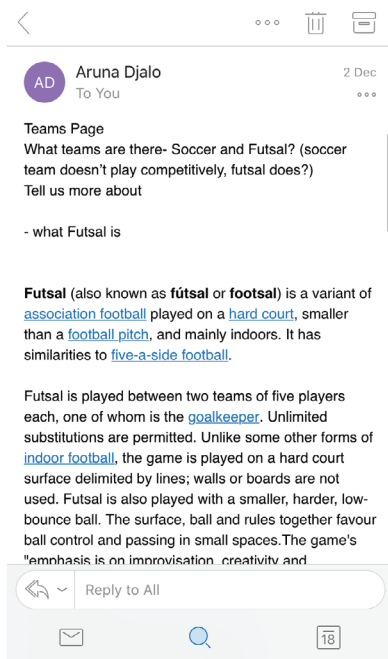 Aruna Djalo
2 Dec
AD
To You
Teams Page
What teams are there- Soccer and Futsal? (soccer
team doesn’t play competitively, futsal does?)
Tell us more about
- what Futsal is
Futsal (also known as fútsal or footsal) is a variant of
association football played on a hard court, smaller
than a football pitch, and mainly indoors. It has
similarities to five-a-side football.
Futsal is played between two teams of five players
each, one of whom is the goalkeeper. Unlimited
substitutions are permitted. Unlike some other forms of
indoor football, the game is played on a hard court
surface delimited by lines; walls or boards are not
used. Futsal is also played with a smaller, harder, low-
bounce ball. The surface, ball and rules together favour
ball control and passing in small spaces.The game's
"emphasis is on improvisation, creativity and
Reply to All
18